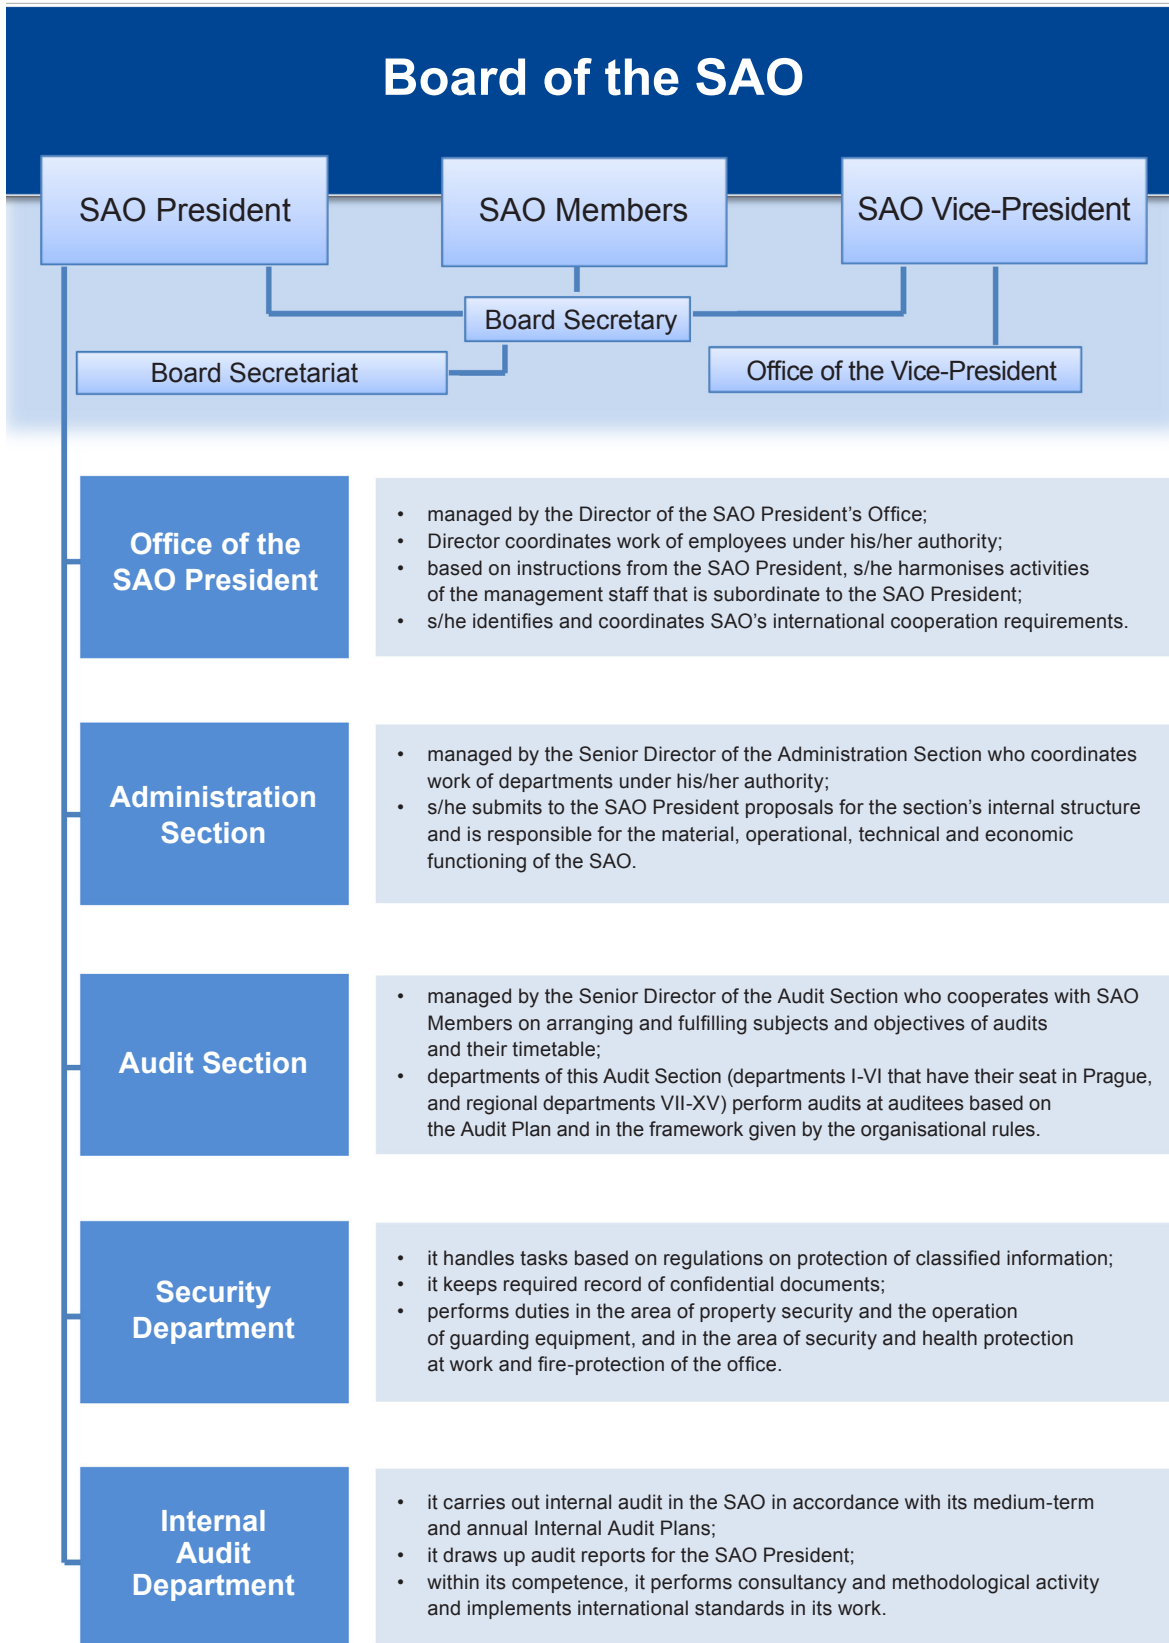 Board of the SAO
SAO President
SAO Members
SAO Vice-President
Board Secretary
Board Secretariat
Office of the Vice-President
Office of the
SAO President
• managed by the Director of the SAO President’s Office;
• Director coordinates work of employees under his/her authority;
• based on instructions from the SAO President, s/he harmonises activities
of the management staff that is subordinate to the SAO President;
• s/he identifies and coordinates SAO’s international cooperation requirements.
Administration
Section
• managed by the Senior Director of the Administration Section who coordinates
work of departments under his/her authority;
• s/he submits to the SAO President proposals for the section’s internal structure
and is responsible for the material, operational, technical and economic
functioning of the SAO.
Audit Section
• managed by the Senior Director of the Audit Section who cooperates with SAO
Members on arranging and fulfilling subjects and objectives of audits
and their timetable;
• departments of this Audit Section (departments I-VI that have their seat in Prague,
and regional departments VII-XV) perform audits at auditees based on
the Audit Plan and in the framework given by the organisational rules.
Security
Department
• it handles tasks based on regulations on protection of classified information;
• it keeps required record of confidential documents;
• performs duties in the area of property security and the operation
of guarding equipment, and in the area of security and health protection
at work and fire-protection of the office.
Internal
Audit
Department
• it carries out internal audit in the SAO in accordance with its medium-term
and annual Internal Audit Plans;
• it draws up audit reports for the SAO President;
• within its competence, it performs consultancy and methodological activity
and implements international standards in its work.